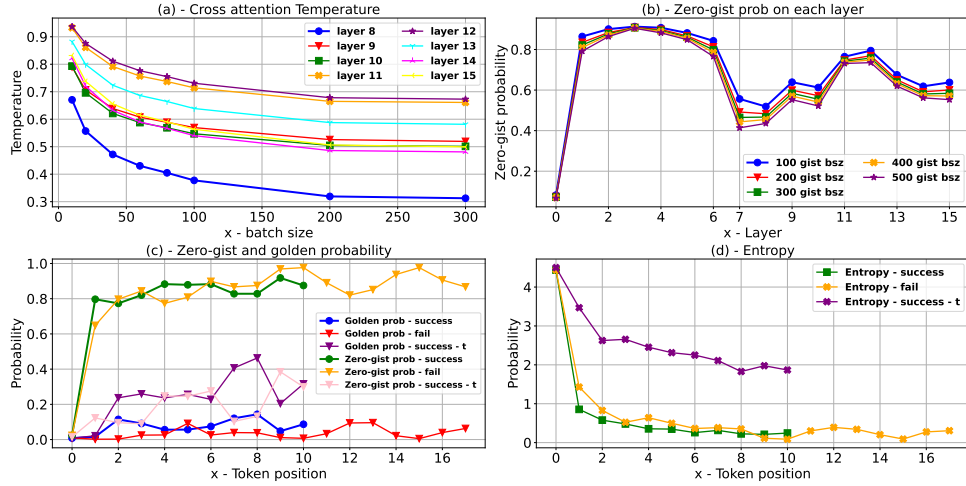 (a) - Cross attention Temperature
Temperature
0.9
0.8
0.7
0.6
0.5
0.4
0.3
layer 8
layer 9
layer 10
layer 11
layer 12
layer 13
layer 14
layer 15
0
50
100
150
200
250
300
x - batch size
(b) - Zero-gist prob on each layer
Zero-gist probability
0.8
0.6
0.4
0.2
100 gist bsz
200 gist bsz
300 gist bsz
400 gist bsz
500 gist bsz
0
2
4
6
7
9
11
13
15
x - Layer
(c) - Zero-gist and golden probability
Probability
1.0
0.8
0.6
0.4
0.2
0.0
Golden prob - success
Golden prob - fail
Golden prob - success - t
Zero-gist prob - success
Zero-gist prob - fail
Zero-gist prob - success - t
0
2
4
6
8
10
12
14
16
x - Token position
(d) - Entropy
Probability
4
3
2
1
0
Entropy - success
Entropy - fail
Entropy - success - t
0
2
4
6
8
10
12
14
16
x - Token position